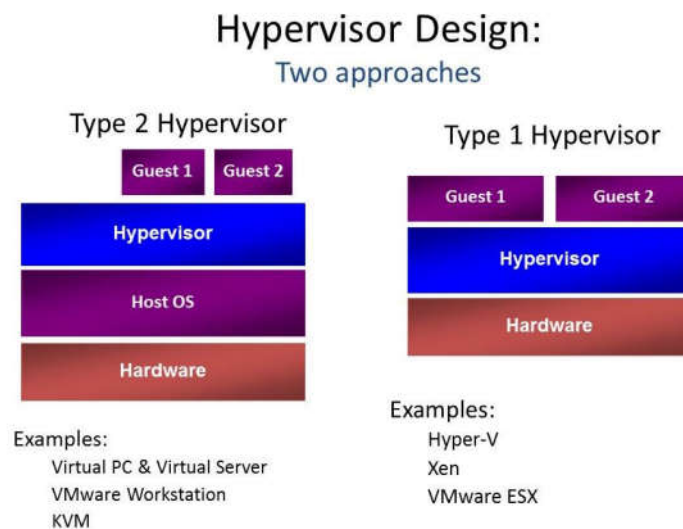 Hypervisor Design:
Two approaches
Type 2 Hypervisor
Guest 1
Guest 2
Hypervisor
Host OS
Hardware
Examples:
Virtual PC & Virtual Server
VMware Workstation
KVM
Type 1 Hypervisor
Guest 1
Guest 2
Hypervisor
Hardware
Examples:
Hyper-V
Xen
VMware ESX